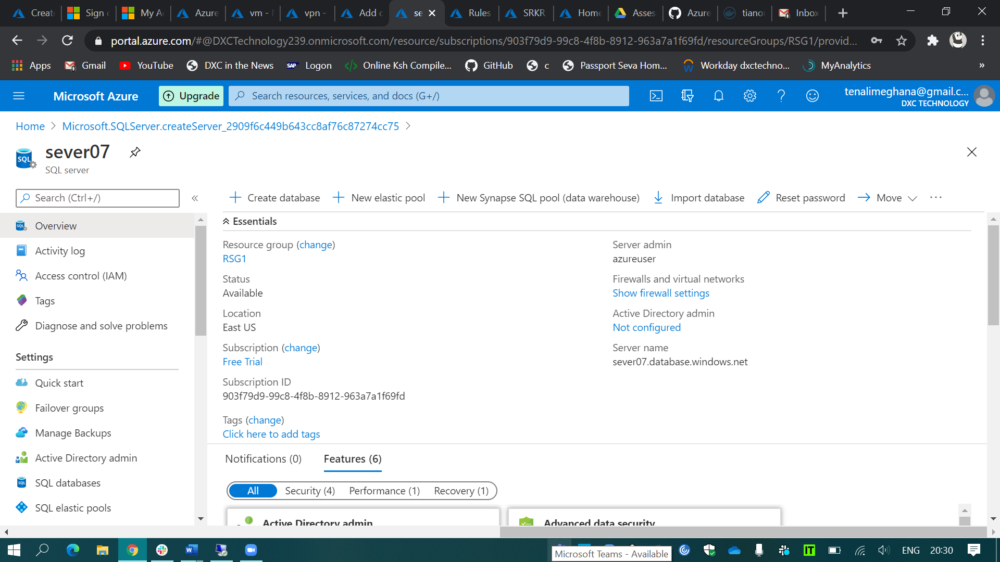 Create
Sign
My A
Azure
vm -
vpn -
Add c
se
Rules
SRKR
Home
Asses
Azure
tiano
Inbox
portal.azure.com/#@DXCTechnology239.onmicrosoft.com/resource/subscriptions/903f79d9-99c8-4f8b-8912-963a7a1f69fd/resourceGroups/RSG1/provid...
Apps
Gmail
YouTube
DXC in the News
SAP
Logon
Online Ksh Compile...
GitHub
c
Passport Seva Hom...
Workday dxctechno...
MyAnalytics
»
Microsoft Azure
Upgrade
Search resources, services, and docs (G+/)
tenalimeghana@gmail.c...
DXC TECHNOLOGY
Home > Microsoft.SQLServer.createServer_2909f6c449b643cc8af76c87274cc75 >
SQL
sever07
SQL server
Search (Ctrl+/)
«
Create database
New elastic pool
New Synapse SQL pool (data warehouse)
Import database
Reset password
Move
...
Overview
Activity log
Access control (IAM)
Tags
Diagnose and solve problems
Settings
Quick start
Failover groups
Manage Backups
Active Directory admin
SQL databases
SQL elastic pools
Essentials
Resource group (change)
RSG1
Status
Available
Location
East US
Subscription (change)
Free Trial
Subscription ID
903f79d9-99c8-4f8b-8912-963a7a1f69fd
Tags (change)
Click here to add tags
Server admin
azureuser
Firewalls and virtual networks
Show firewall settings
Active Directory admin
Not configured
Server name
sever07.database.windows.net
Notifications (0)
Features (6)
All
Security (4)
Performance (1)
Recovery (1)
Active Directory admin
Advanced data security
Microsoft Teams - Available
ENG
20:30